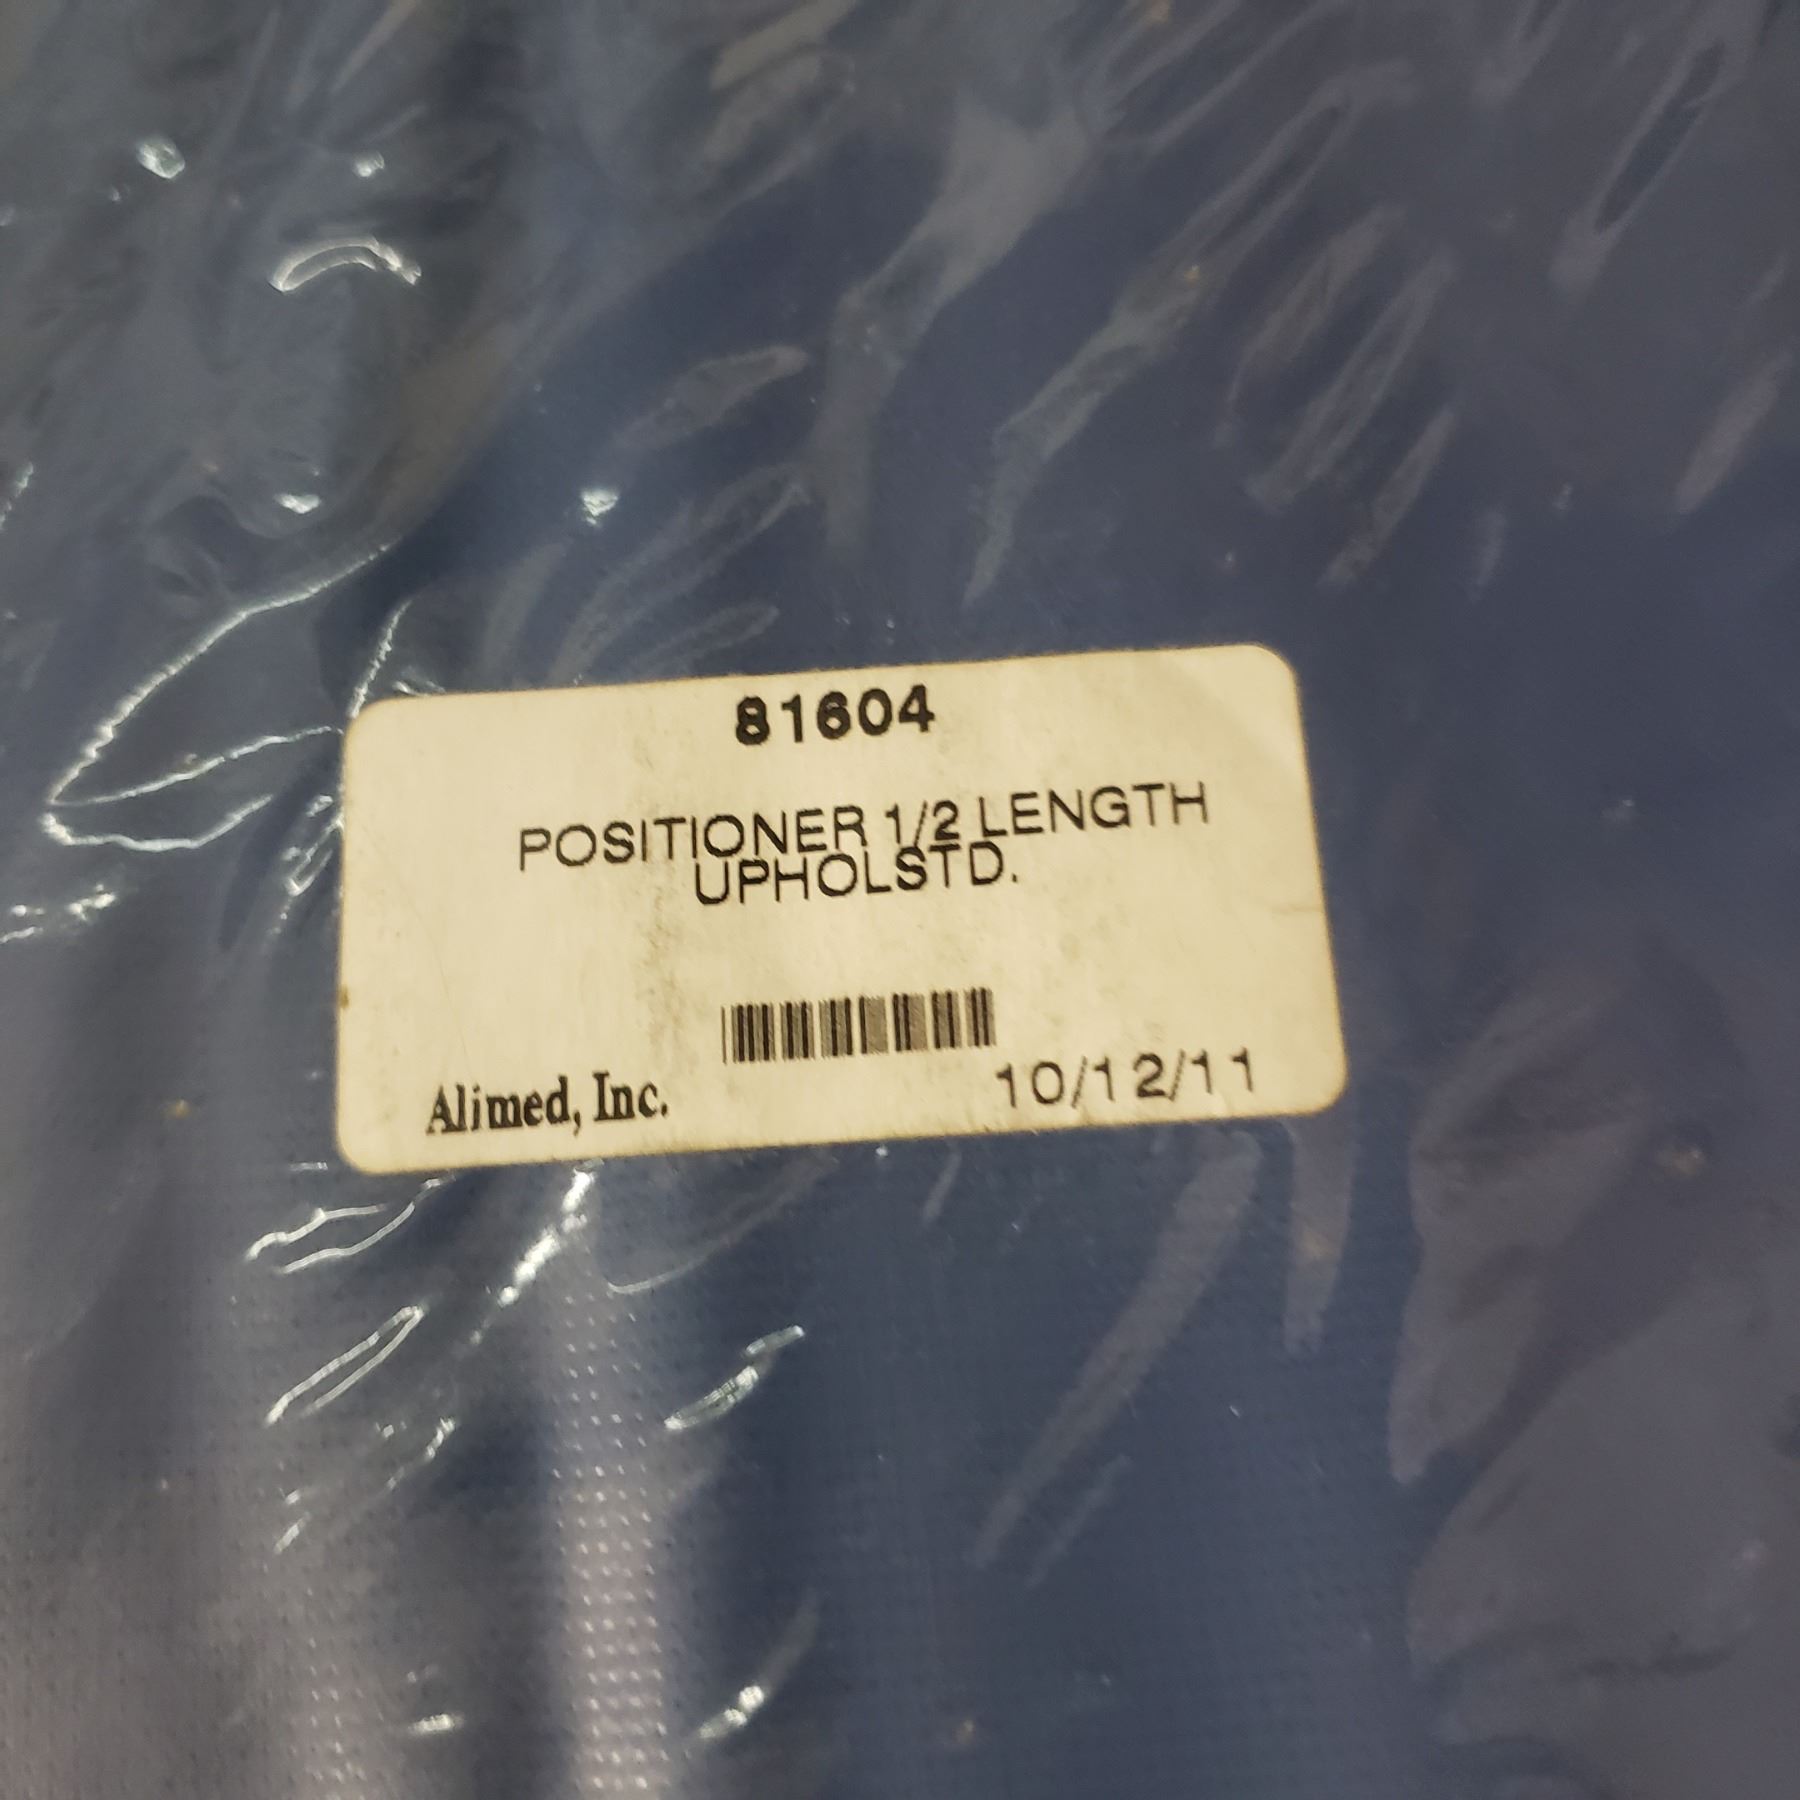 81604
POSITIONER 1/2 LENGTH
UPHOLSTD.
Alimed, Inc.
10/12/11